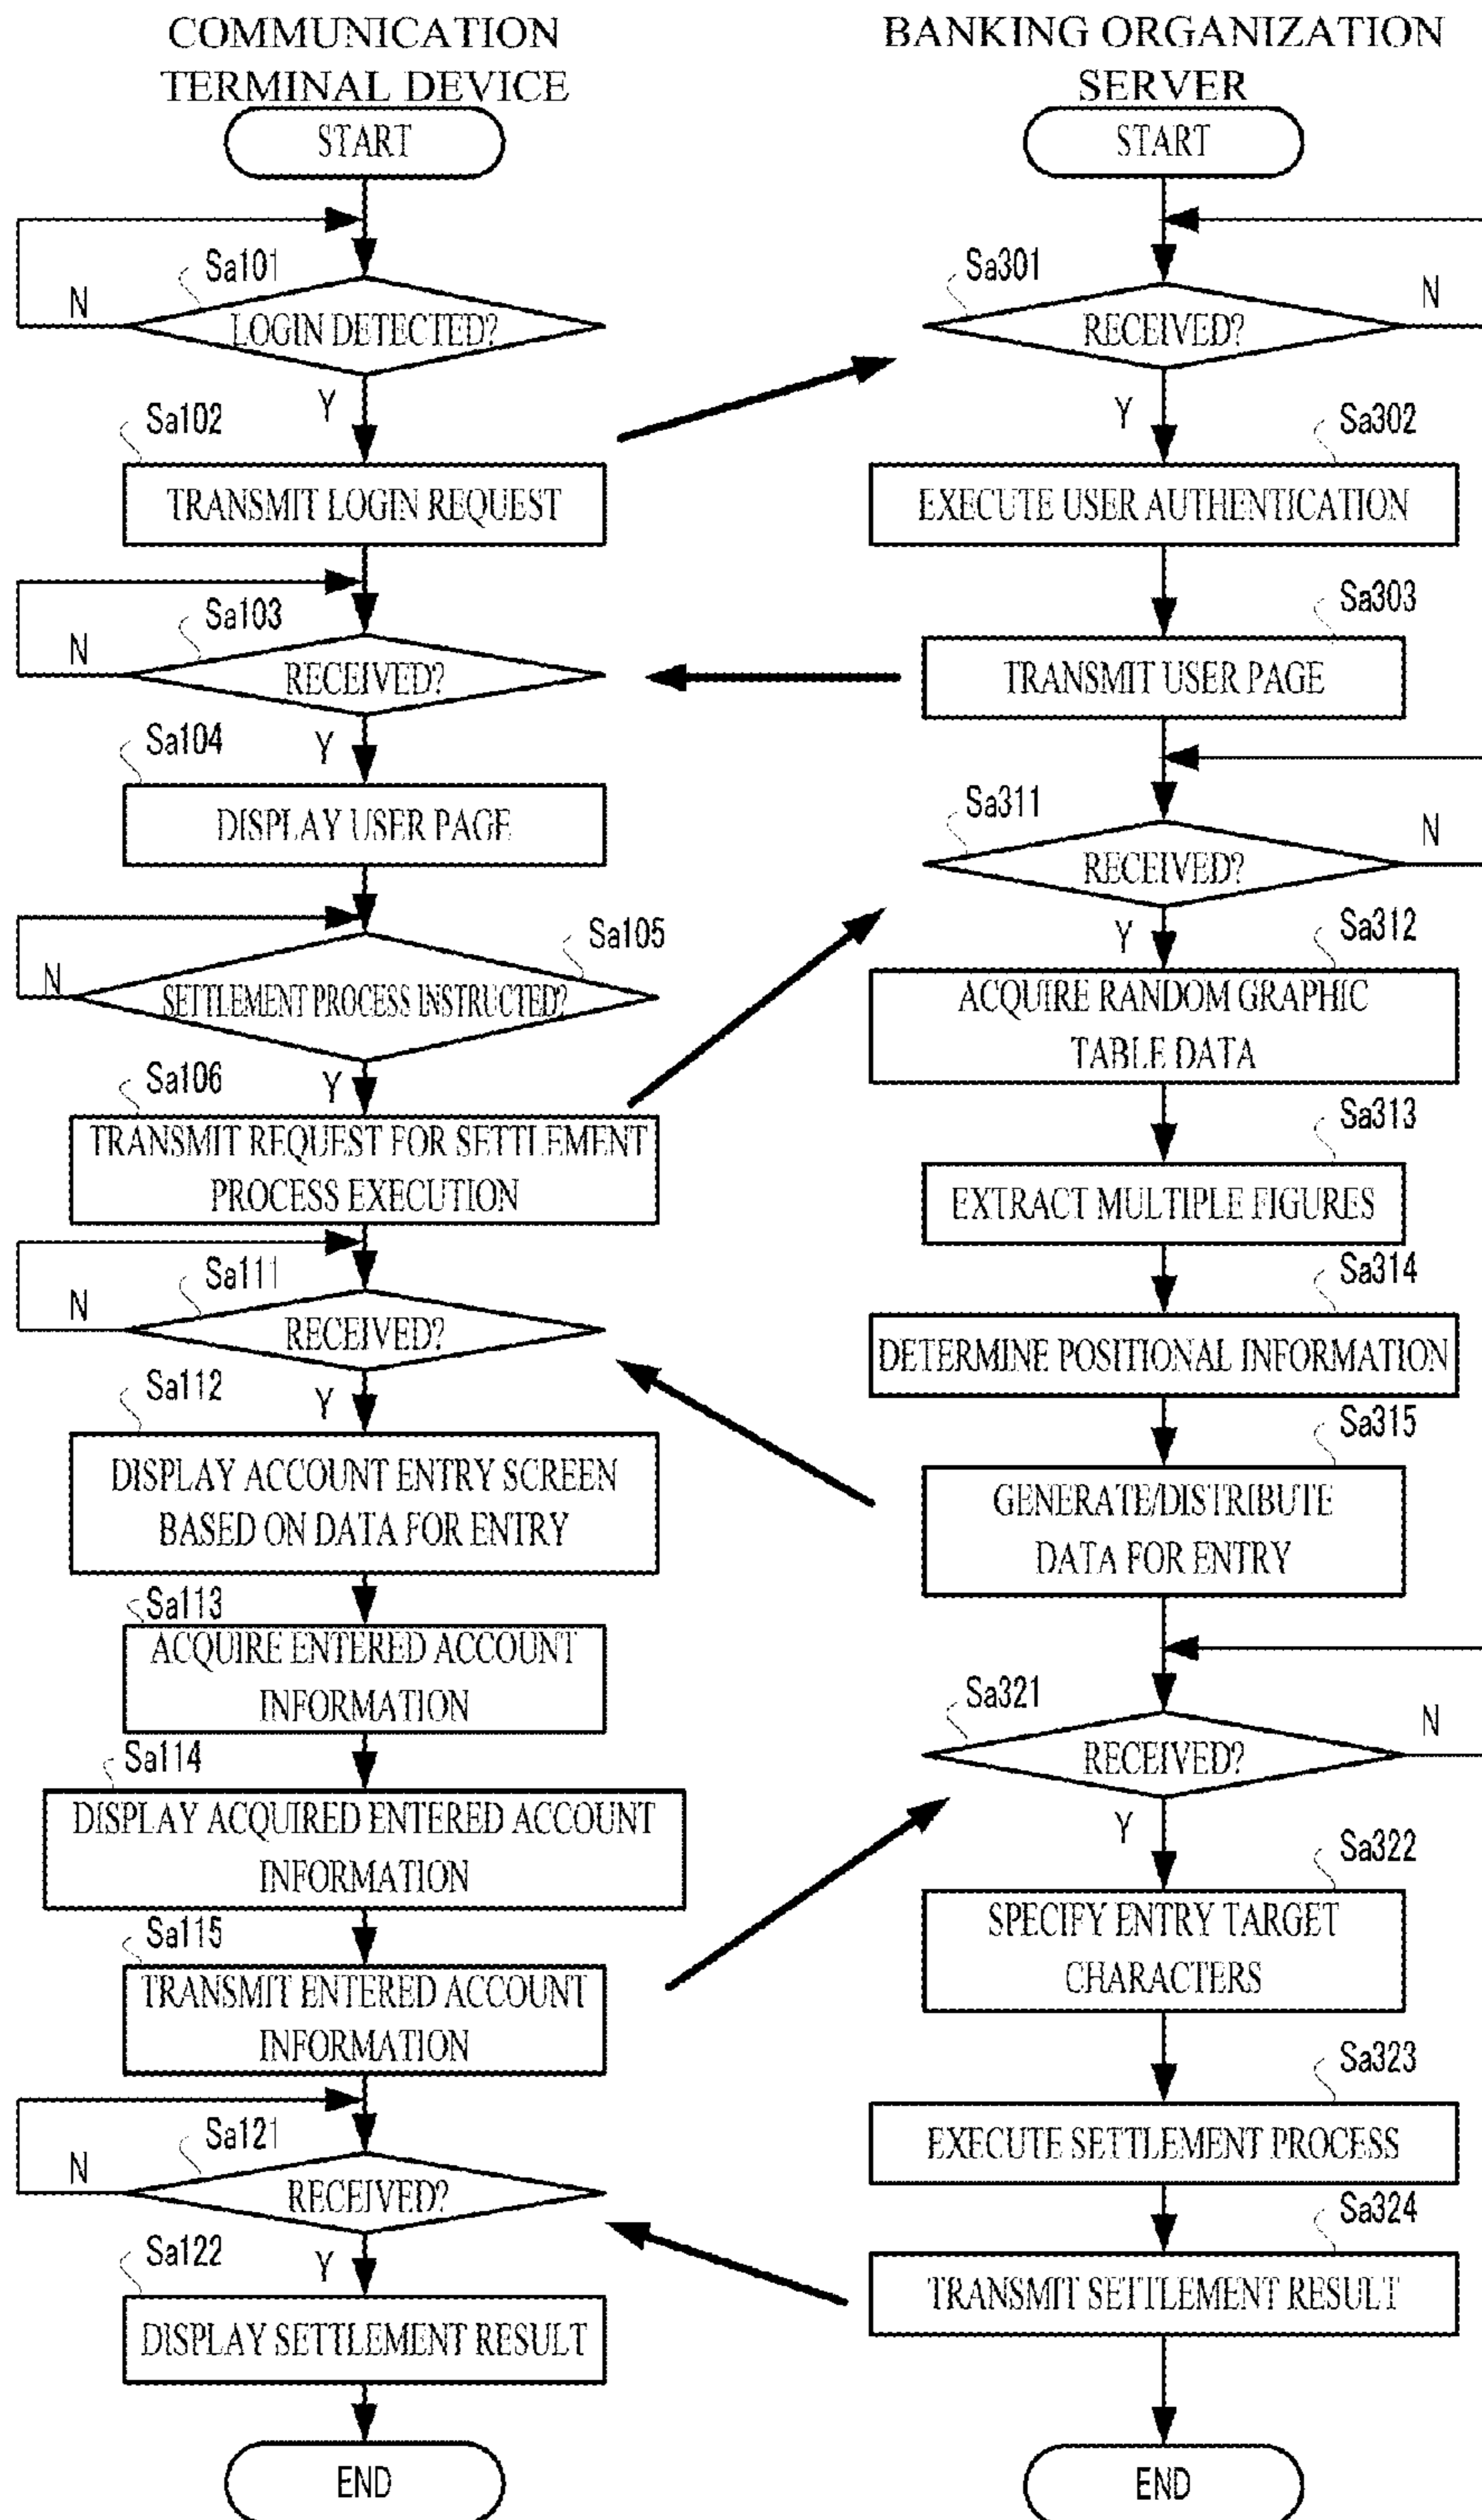 COMMUNICATION
TERMINAL DEVICE
START
Sa101
N
LOGIN DETECTED?
Y
Sa102
TRANSMIT LOGIN REQUEST
Sa103
N
RECEIVED?
Y
Sa104
DISPLAY USER PAGE
Sa105
N
SETTLEMENT PROCESS INSTRUCTED?
Y
Sa106
TRANSMIT REQUEST FOR SETTLEMENT
PROCESS EXECUTION
Sa111
N
RECEIVED?
Y
Sa112
DISPLAY ACCOUNT ENTRY SCREEN
BASED ON DATA FOR ENTRY
Sa113
ACQUIRE ENTERED ACCOUNT
INFORMATION
Sa114
DISPLAY ACQUIRED ENTERED ACCOUNT
INFORMATION
Sa115
TRANSMIT ENTERED ACCOUNT
INFORMATION
Sa121
N
RECEIVED?
Y
Sa122
DISPLAY SETTLEMENT RESULT
END
BANKING ORGANIZATION
SERVER
START
Sa301
N
RECEIVED?
Y
Sa302
EXECUTE USER AUTHENTICATION
Sa303
TRANSMIT USER PAGE
Sa311
N
RECEIVED?
Y
Sa312
ACQUIRE RANDOM GRAPHIC
TABLE DATA
Sa313
EXTRACT MULTIPLE FIGURES
Sa314
DETERMINE POSITIONAL INFORMATION
Sa315
GENERATE/DISTRIBUTE
DATA FOR ENTRY
Sa321
N
RECEIVED?
Y
Sa322
SPECIFY ENTRY TARGET
CHARACTERS
Sa323
EXECUTE SETTLEMENT PROCESS
Sa324
TRANSMIT SETTLEMENT RESULT
END